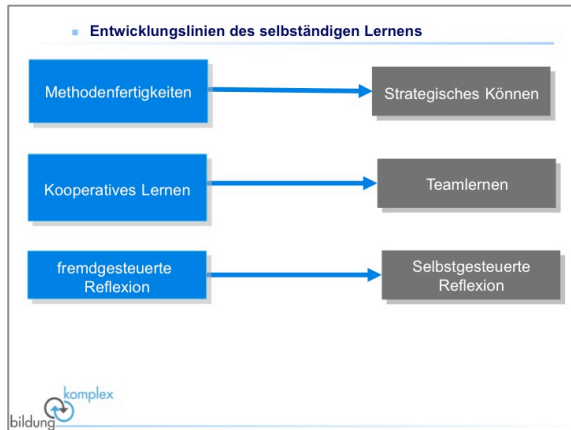 Entwicklungslinien des selbständigen Lernens
Methodenfertigkeiten
Strategisches Können
Kooperatives Lernen
Teamlernen
fremdgesteuerte
Reflexion
Selbstgesteuerte
Reflexion
komplex
bildung